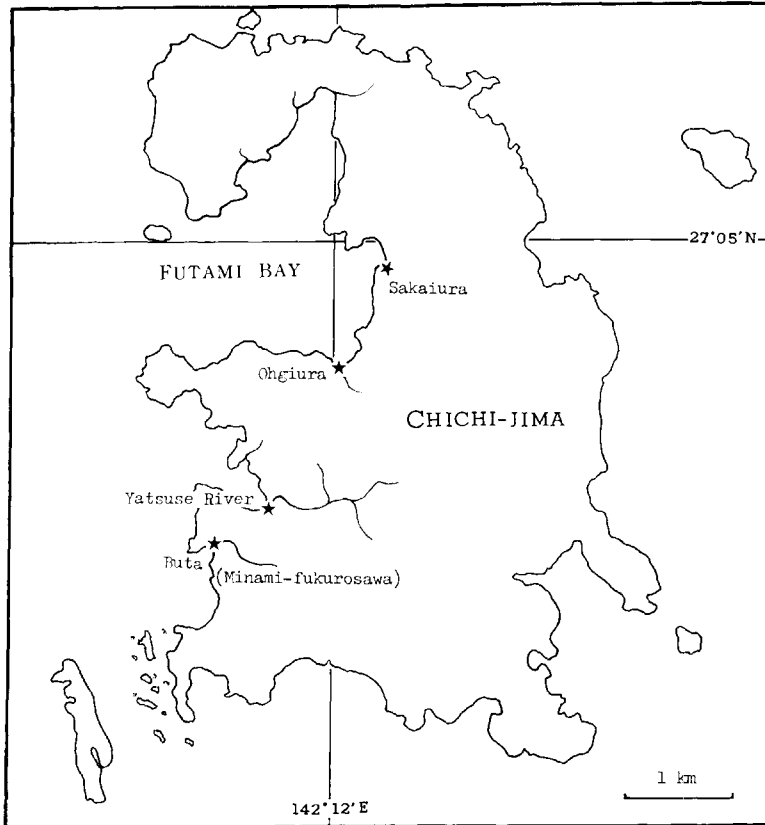 27°05'N
FUTAMI BAY
Sakaiura
Ohgiura
CHICHI-JIMA
Yatsuse River
Buta
(Minami-fukurosawa)
1 km
142°12'E